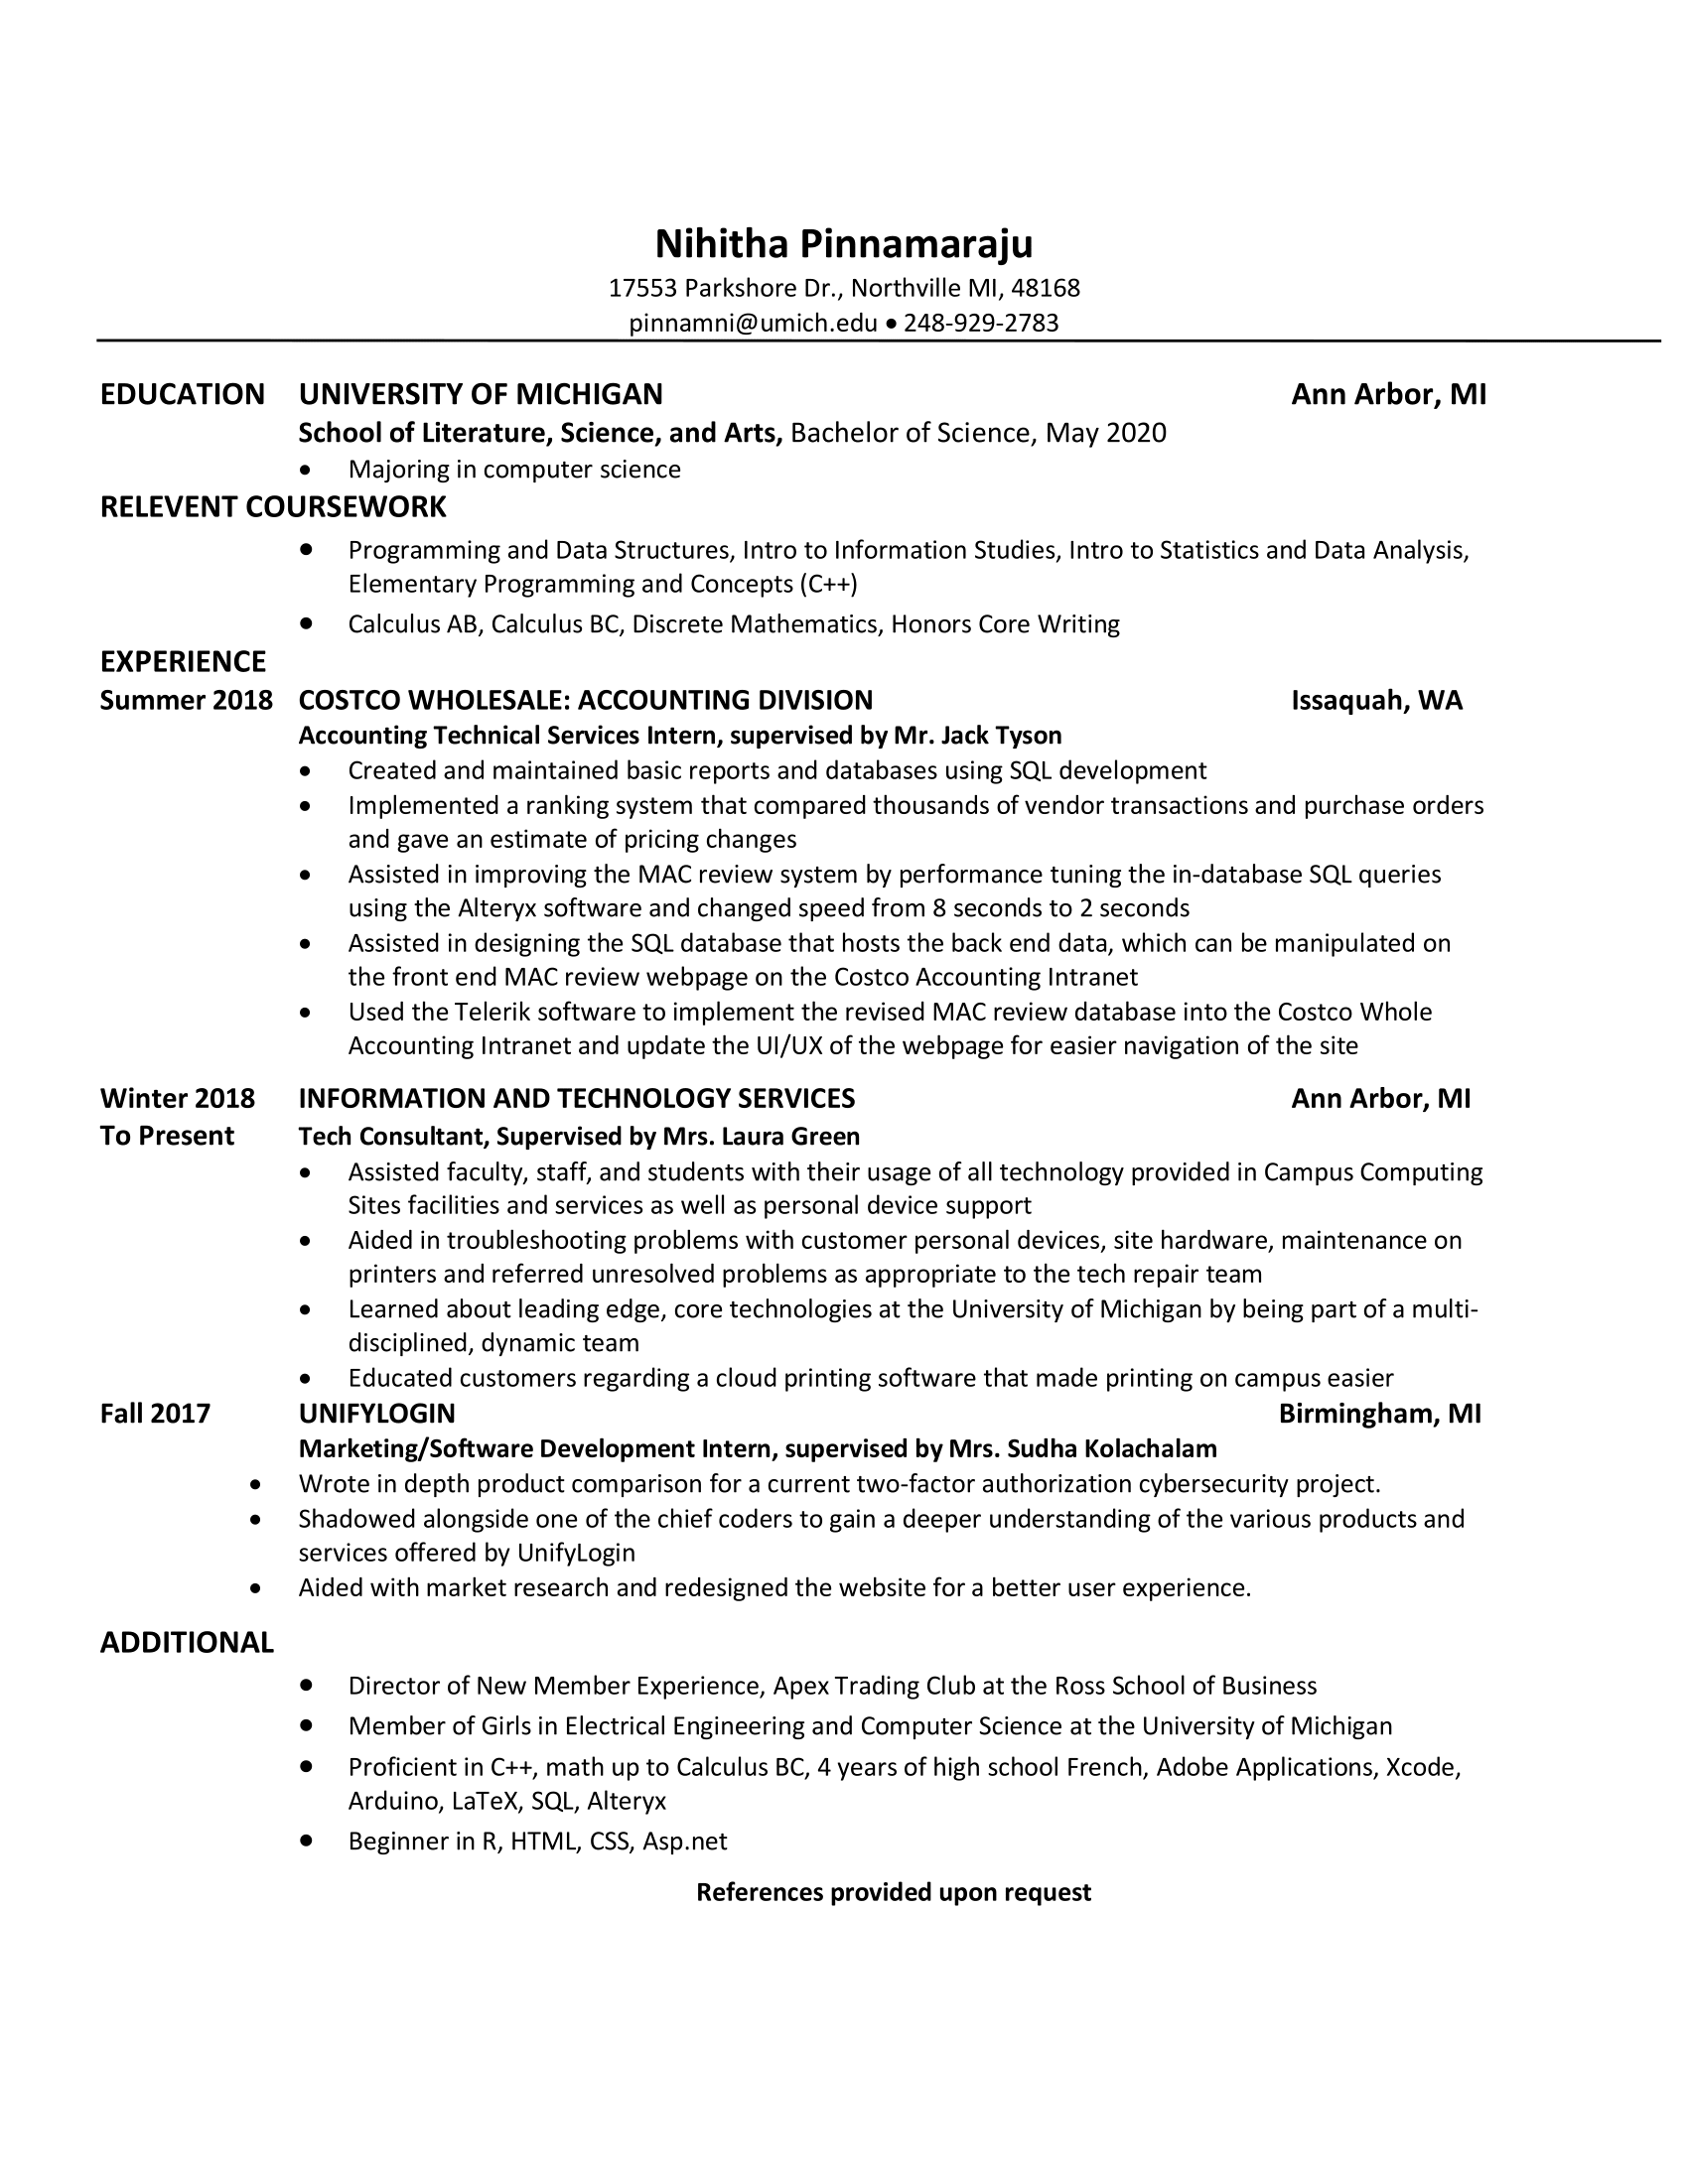 Nihitha Pinnamaraju
17553 Parkshore Dr., Northville MI, 48168
pinnamni@umich.edu • 248-929-2783
EDUCATION UNIVERSITY OF MICHIGAN Ann Arbor, MI
School of Literature, Science, and Arts, Bachelor of Science, May 2020
• Majoring in computer science
RELEVENT COURSEWORK
• Programming and Data Structures, Intro to Information Studies, Intro to Statistics and Data Analysis,
Elementary Programming and Concepts (C++)
• Calculus AB, Calculus BC, Discrete Mathematics, Honors Core Writing
EXPERIENCE
Summer 2018 COSTCO WHOLESALE: ACCOUNTING DIVISION Issaquah, WA
Accounting Technical Services Intern, supervised by Mr. Jack Tyson
• Created and maintained basic reports and databases using SQL development
• Implemented a ranking system that compared thousands of vendor transactions and purchase orders
and gave an estimate of pricing changes
• Assisted in improving the MAC review system by performance tuning the in-database SQL queries
using the Alteryx software and changed speed from 8 seconds to 2 seconds
• Assisted in designing the SQL database that hosts the back end data, which can be manipulated on
the front end MAC review webpage on the Costco Accounting Intranet
• Used the Telerik software to implement the revised MAC review database into the Costco Whole
Accounting Intranet and update the UI/UX of the webpage for easier navigation of the site
Winter 2018 INFORMATION AND TECHNOLOGY SERVICES Ann Arbor, MI
To Present Tech Consultant, Supervised by Mrs. Laura Green
• Assisted faculty, staff, and students with their usage of all technology provided in Campus Computing
Sites facilities and services as well as personal device support
• Aided in troubleshooting problems with customer personal devices, site hardware, maintenance on
printers and referred unresolved problems as appropriate to the tech repair team
• Learned about leading edge, core technologies at the University of Michigan by being part of a multi-
disciplined, dynamic team
• Educated customers regarding a cloud printing software that made printing on campus easier
Fall 2017 UNIFYLOGIN Birmingham, MI
Marketing/Software Development Intern, supervised by Mrs. Sudha Kolachalam
• Wrote in depth product comparison for a current two-factor authorization cybersecurity project.
• Shadowed alongside one of the chief coders to gain a deeper understanding of the various products and
services offered by UnifyLogin
• Aided with market research and redesigned the website for a better user experience.
ADDITIONAL
• Director of New Member Experience, Apex Trading Club at the Ross School of Business
• Member of Girls in Electrical Engineering and Computer Science at the University of Michigan
• Proficient in C++, math up to Calculus BC, 4 years of high school French, Adobe Applications, Xcode,
Arduino, LaTeX, SQL, Alteryx
• Beginner in R, HTML, CSS, Asp.net
References provided upon request